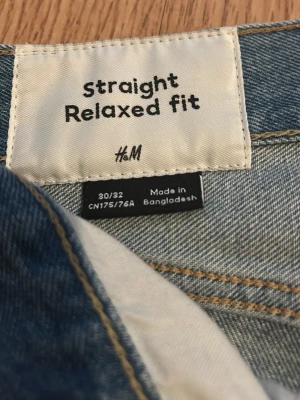 Straight
Relaxed fit
H&M
30/32
CN175/76A
Made in
Bangladesh